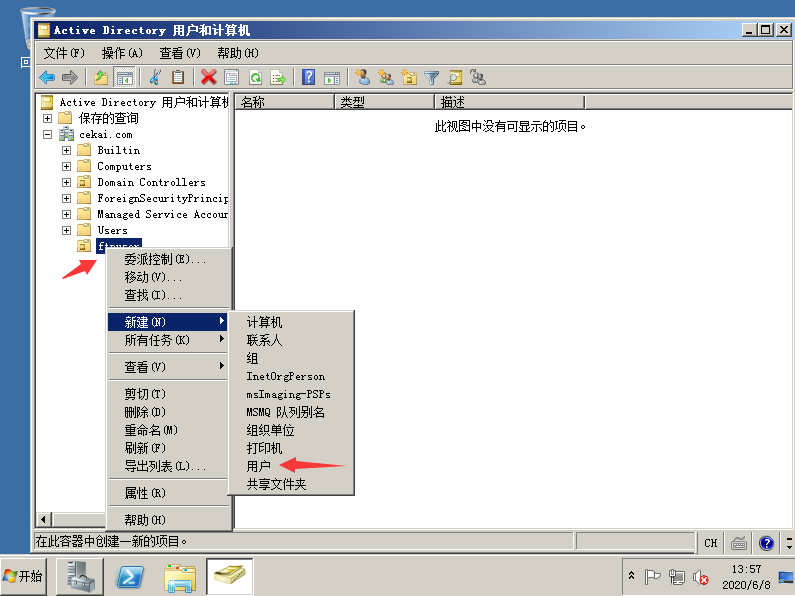 Active Directory 用户和计算机
文件(F) 操作(A) 查看(V) 帮助(H)
Active Directory 用户和计算机
保存的查询
cekai.com
Builtin
Computers
Domain Controllers
ForeignSecurityPrincip
Managed Service Accoun
Users
名称 类型 描述
此视图中没有可显示的项目。
委派控制(E)...
移动(V)...
查找(I)...
新建(N)
所有任务(K)
查看(V)
剪切(T)
删除(D)
重命名(M)
刷新(F)
导出列表(L)...
属性(R)
帮助(H)
计算机
联系人
组
InetOrgPerson
msImaging-PSPs
MSMQ 队列别名
组织单位
打印机
用户
共享文件夹
在此容器中创建一新的项目。
CH
开始
13:57
2020/6/8